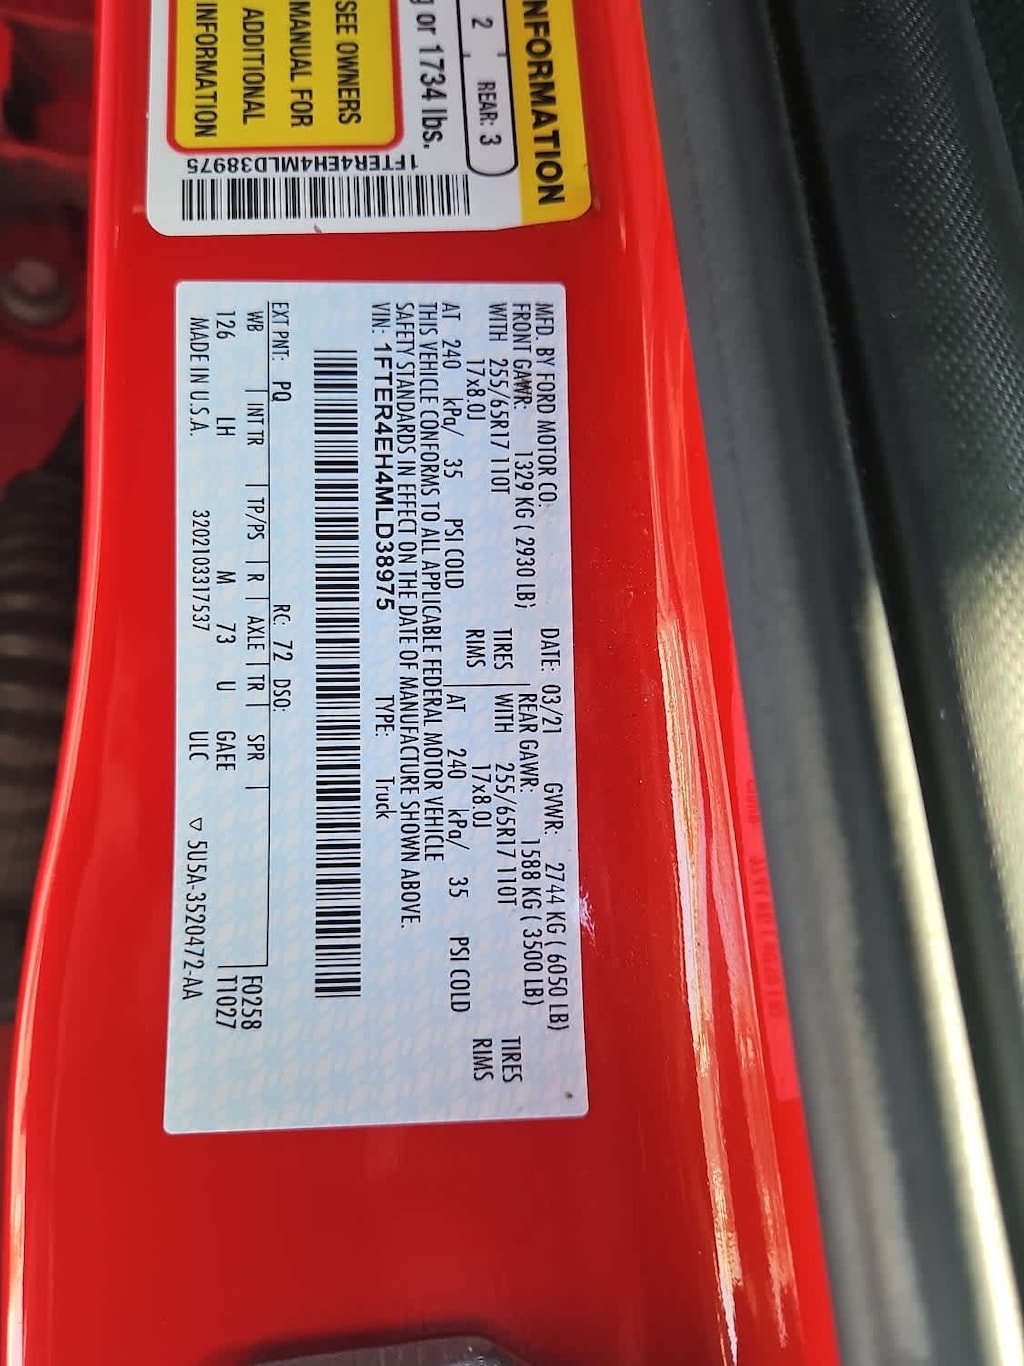 INFORMATION
2 REAR: 3
or 1734 lbs.
SEE OWNERS
MANUAL FOR
ADDITIONAL
INFORMATION
1FTER4EH4MLD38975
MFD. BY FORD MOTOR CO. DATE: 03/21 GVWR: 2744 KG ( 6050 LB)
FRONT GAWR: 1329 KG ( 2930 LB) REAR GAWR: 1588 KG ( 3500 LB)
WITH 255/65R17 110T TIRES WITH 255/65R17 110T TIRES
17x8.0J RIMS 17x8.0J RIMS
AT 240 kPa/ 35 PSI COLD AT 240 kPa/ 35 PSI COLD
THIS VEHICLE CONFORMS TO ALL APPLICABLE FEDERAL MOTOR VEHICLE
SAFETY STANDARDS IN EFFECT ON THE DATE OF MANUFACTURE SHOWN ABOVE.
VIN: 1FTER4EH4MLD38975 TYPE: Truck
EXT PNT: PQ RC: 72 DSO:
WB INT TR TP/PS R AXLE TR SPR F0258
126 LH M 73 U GAEE T1027
MADE IN U.S.A. 320210331​7537 ULC ▽ 5U5A-3520472-AA